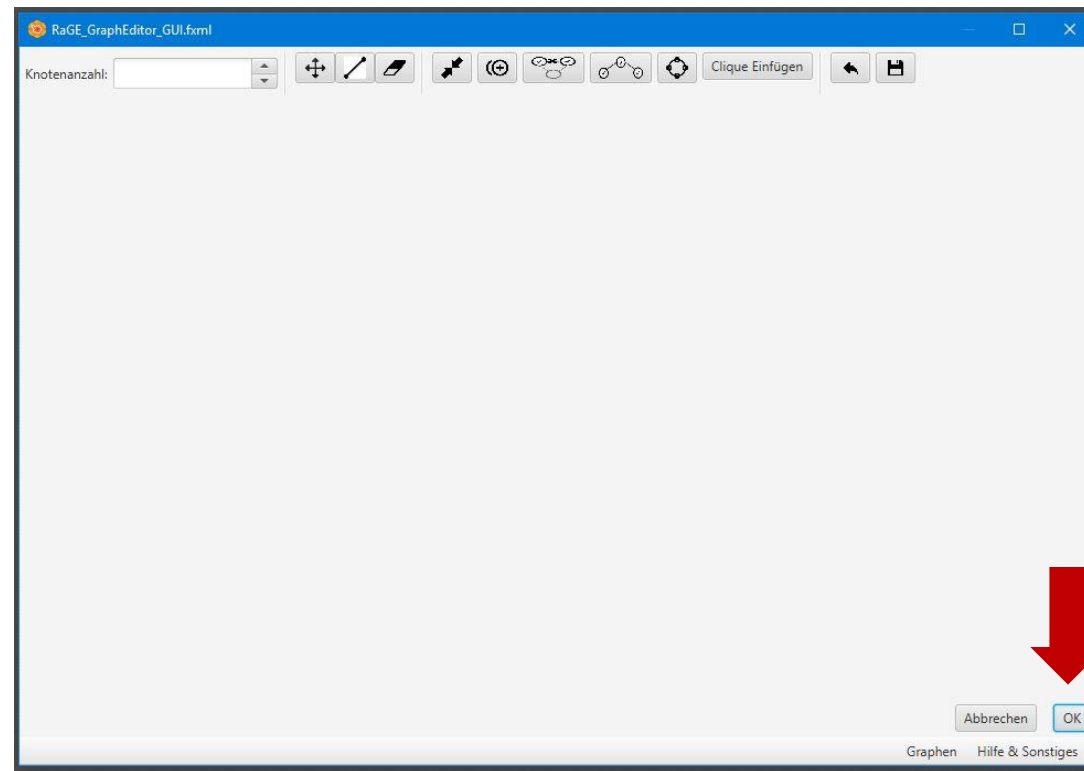 RaGE_GraphEditor_GUI.fxml
Knotenanzahl:
Clique Einfügen
Abbrechen OK
Graphen Hilfe & Sonstiges